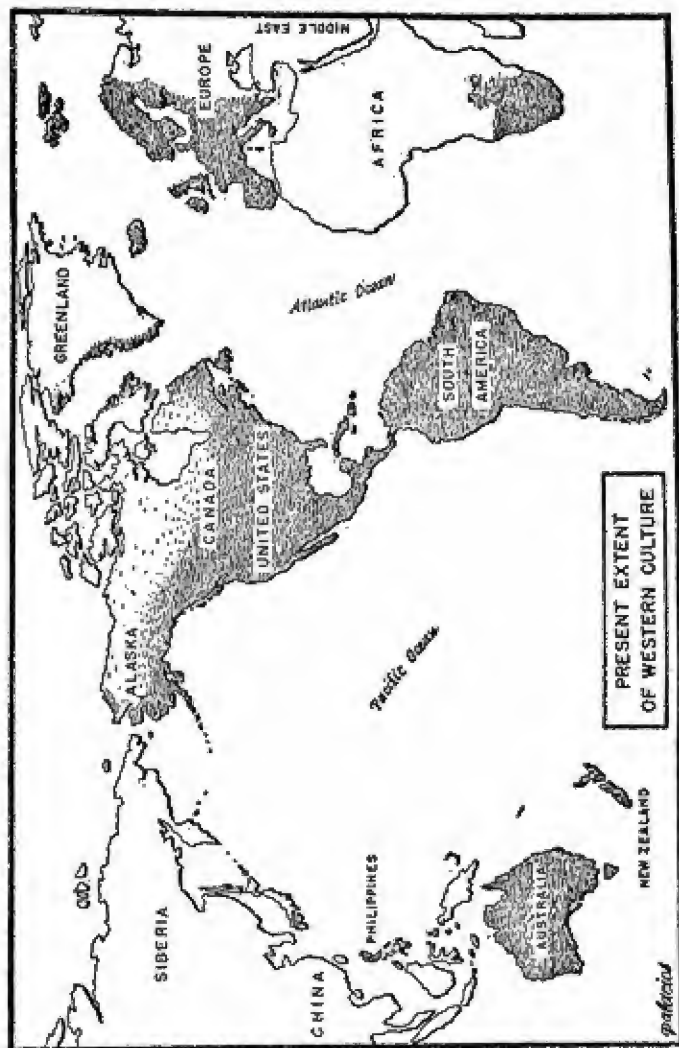 GREENLAND
EUROPE
MIDDLE EAST
ALASKA
CANADA
UNITED STATES
Atlantic Ocean
AFRICA
SIBERIA
CHINA
PHILIPPINES
Pacific Ocean
SOUTH
AMERICA
AUSTRALIA
NEW ZEALAND
PRESENT EXTENT
OF WESTERN CULTURE
palacios